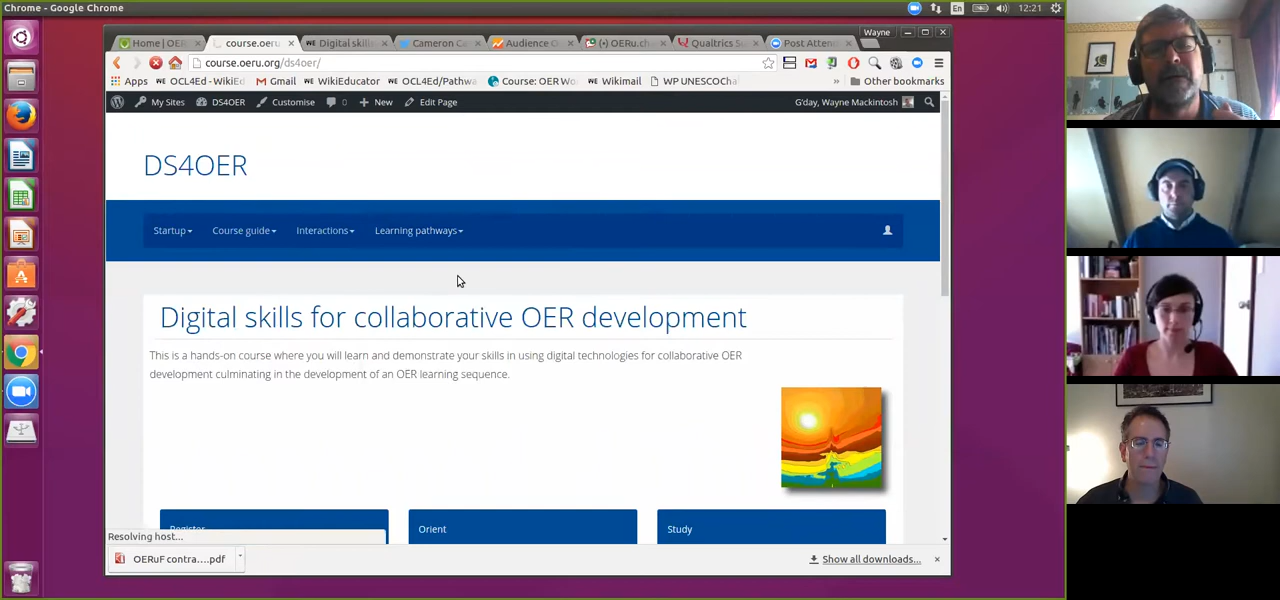 Chrome - Google Chrome
En
12:21
Wayne
Home | OE
course.oeru
Digital skills
Cameron Ca
Audience O
(•) OERu.ch
Qualtrics Su
Post Atten
course.oeru.org/ds4oer/
Apps
OCL4Ed - WikiEd
Gmail
WikiEducator
OCL4Ed/Pathwa
Course: OER Wo
Wikimail
WP UNESCOCha
»
Other bookmarks
My Sites
DS4OER
Customise
0
New
Edit Page
G'day, Wayne Mackintosh
DS4OER
Startup
Course guide
Interactions
Learning pathways
Digital skills for collaborative OER development
This is a hands-on course where you will learn and demonstrate your skills in using digital technologies for collaborative OER
development culminating in the development of an OER learning sequence.
Register
Orient
Study
Resolving host...
OERuF contra....pdf
Show all downloads...